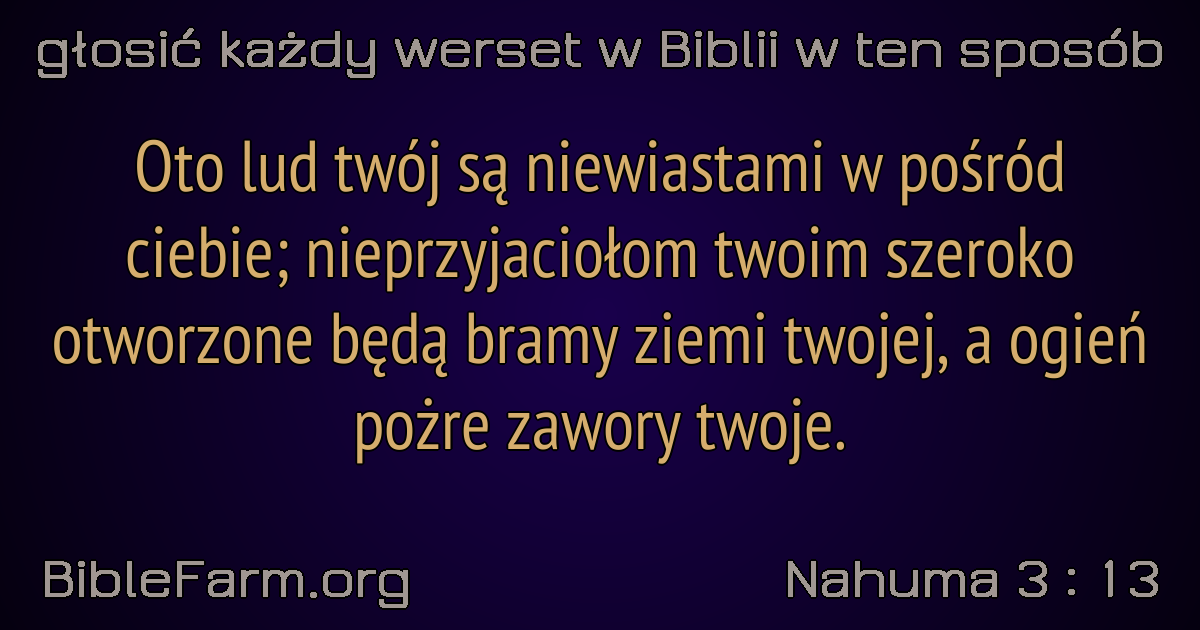 głosić każdy werset w Biblii w ten sposób
Oto lud twój są niewiastami w pośród
ciebie; nieprzyjaciołom twoim szeroko
otworzone będą bramy ziemi twojej, a ogień
pożre zawory twoje.
BibleFarm.org
Nahuma 3 : 13